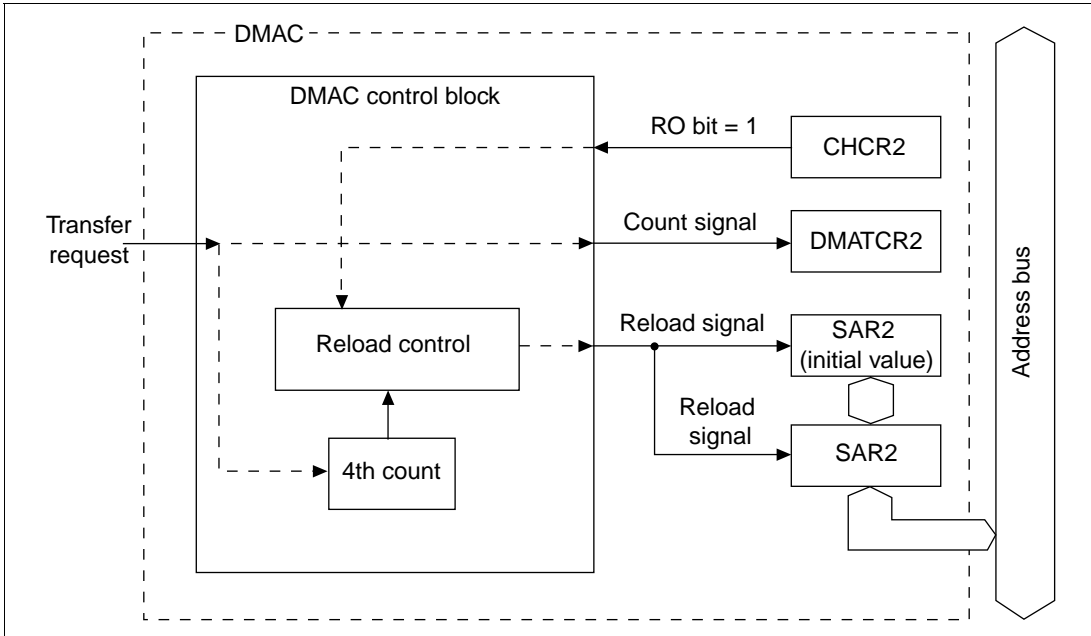 DMAC
DMAC control block
RO bit = 1
CHCR2
Transfer
request
Count signal
DMATCR2
Reload control
Reload signal
SAR2
(initial value)
Reload
signal
4th count
SAR2
Address bus